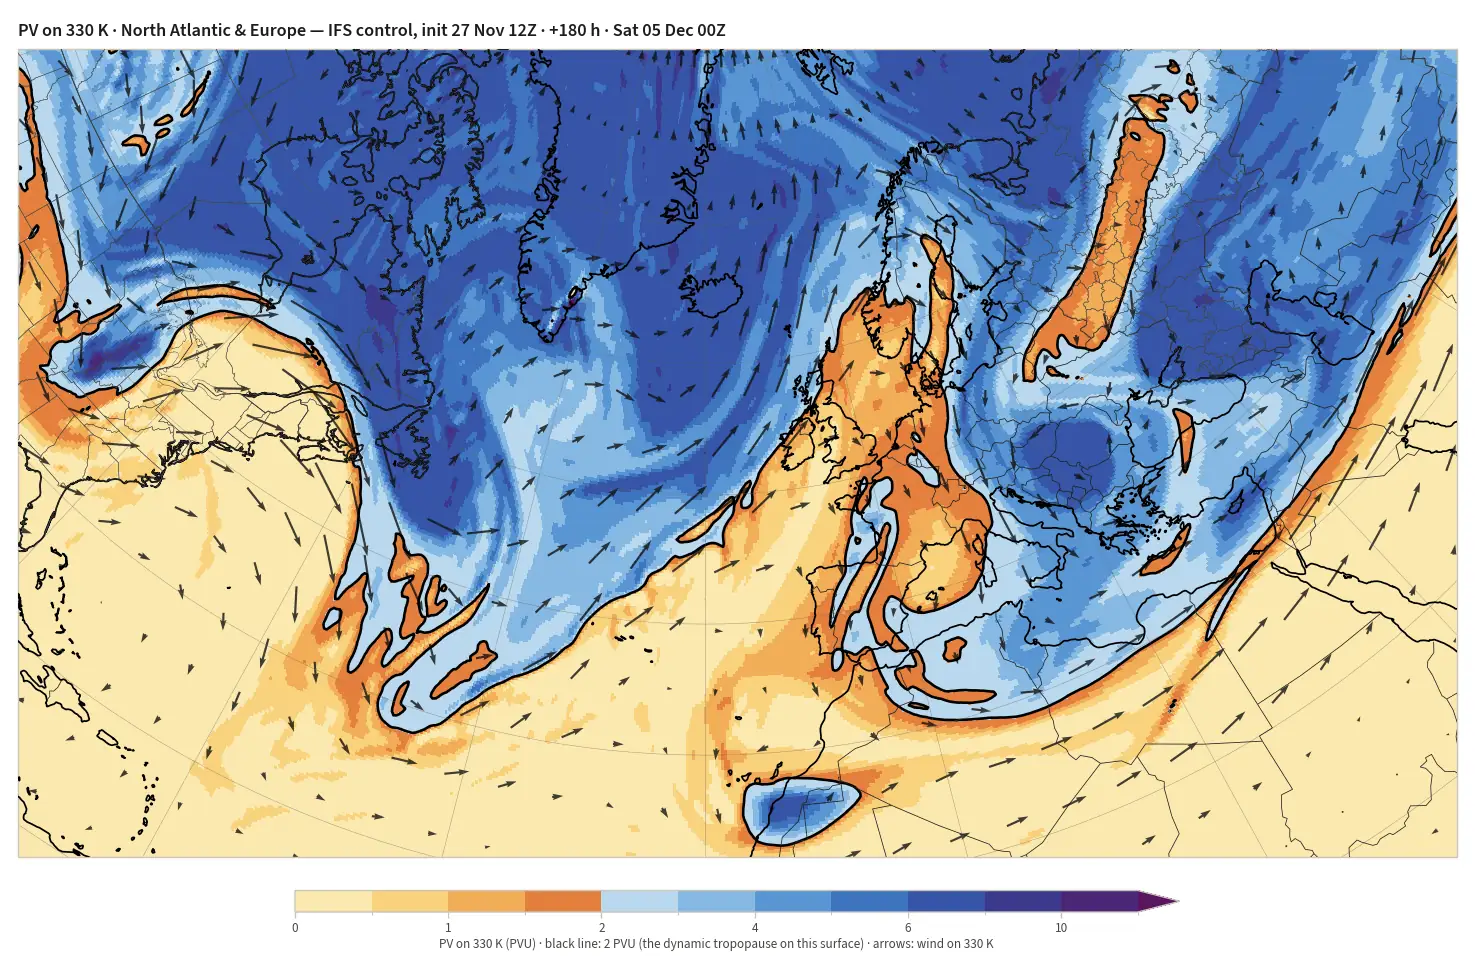 PV on 330 K · North Atlantic & Europe — IFS control, init 27 Nov 12Z · +180 h · Sat 05 Dec 00Z
0 1 2 4 6 10
PV on 330 K (PVU) · black line: 2 PVU (the dynamic tropopause on this surface) · arrows: wind on 330 K